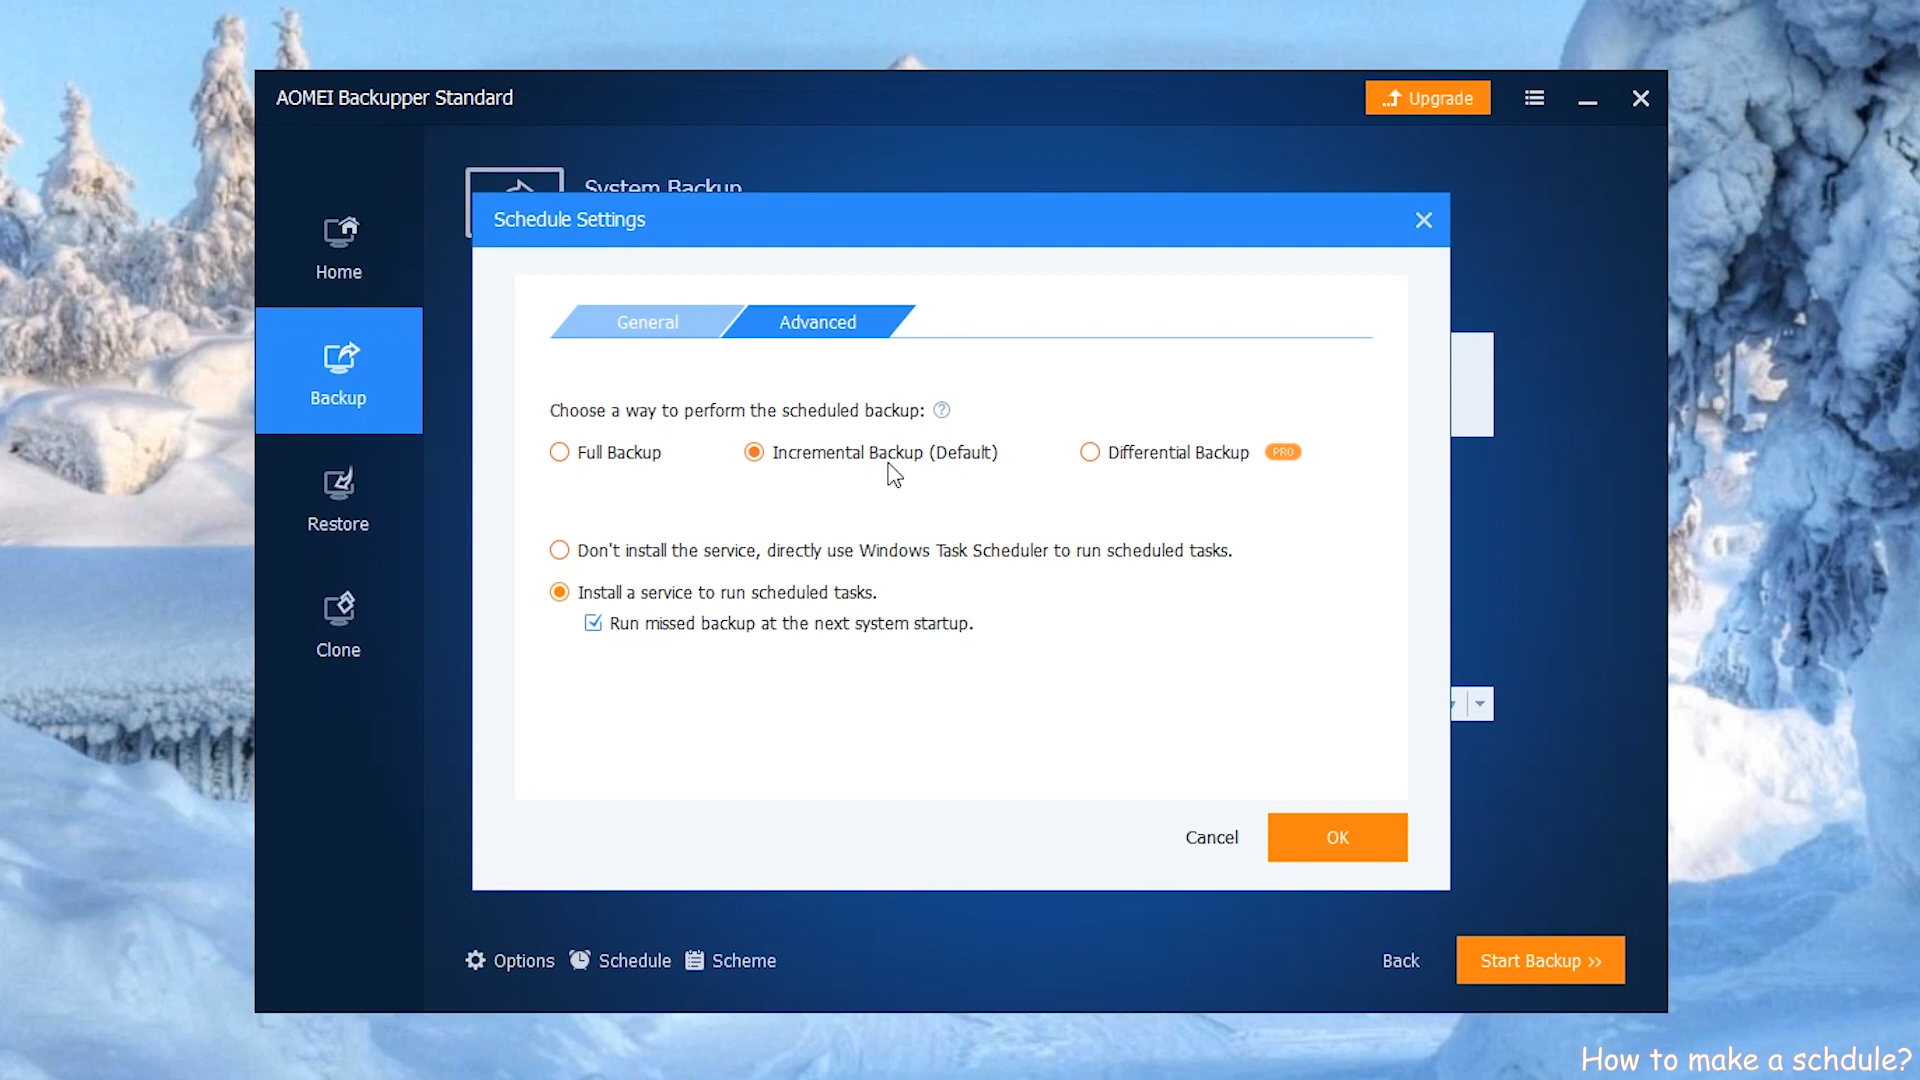 AOMEI Backupper Standard
Upgrade
System Backup
Schedule Settings
Home
General
Advanced
Backup
Choose a way to perform the scheduled backup: ?
Full Backup
Incremental Backup (Default)
Differential Backup PRO
Restore
Don't install the service, directly use Windows Task Scheduler to run scheduled tasks.
Install a service to run scheduled tasks.
Run missed backup at the next system startup.
Clone
Cancel
OK
Options
Schedule
Scheme
Back
Start Backup >>
How to make a schdule?